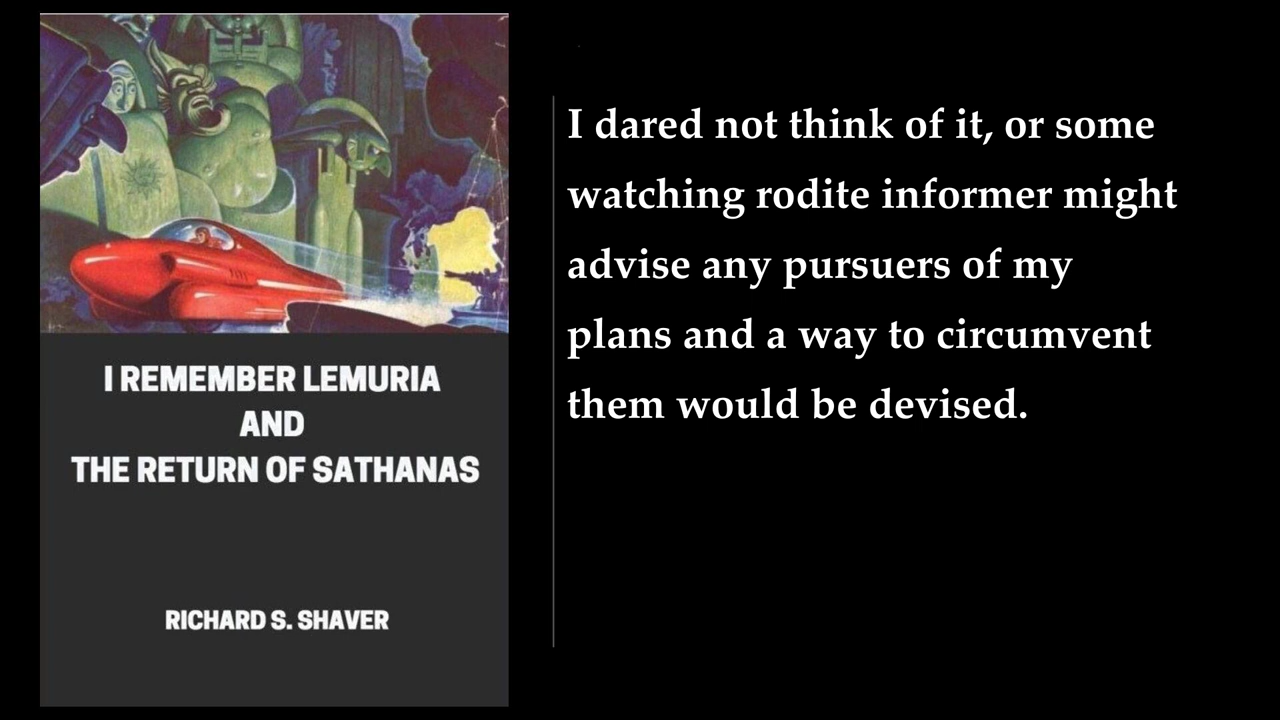 I REMEMBER LEMURIA
AND
THE RETURN OF SATHANAS
RICHARD S. SHAVER
I dared not think of it, or some
watching rodite informer might
advise any pursuers of my
plans and a way to circumvent
them would be devised.